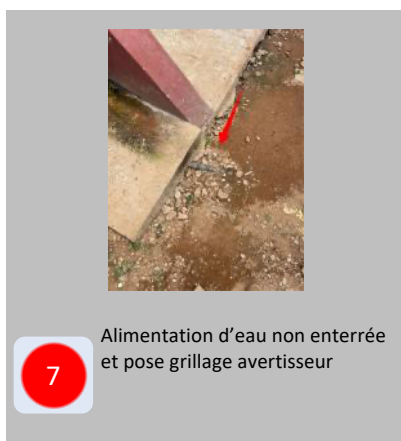 Alimentation d’eau non enterrée
et pose grillage avertisseur
7